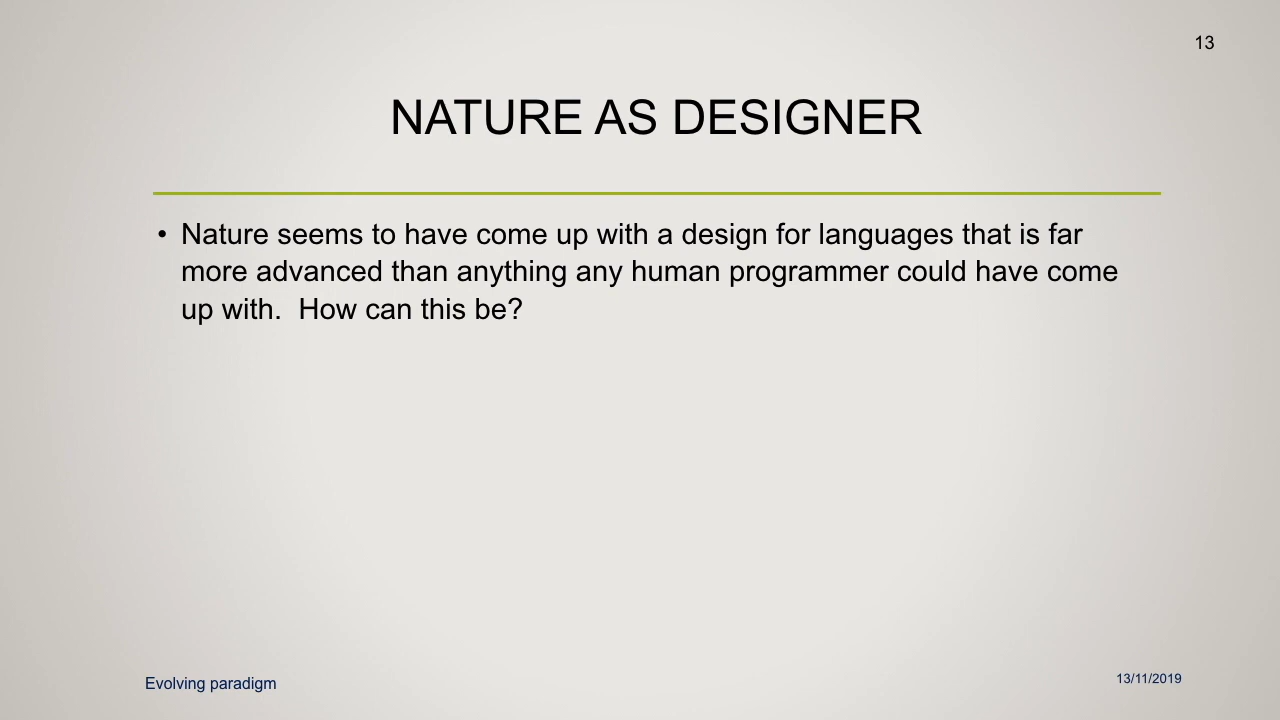 13
NATURE AS DESIGNER
• Nature seems to have come up with a design for languages that is far
more advanced than anything any human programmer could have come
up with.  How can this be?
Evolving paradigm
13/11/2019